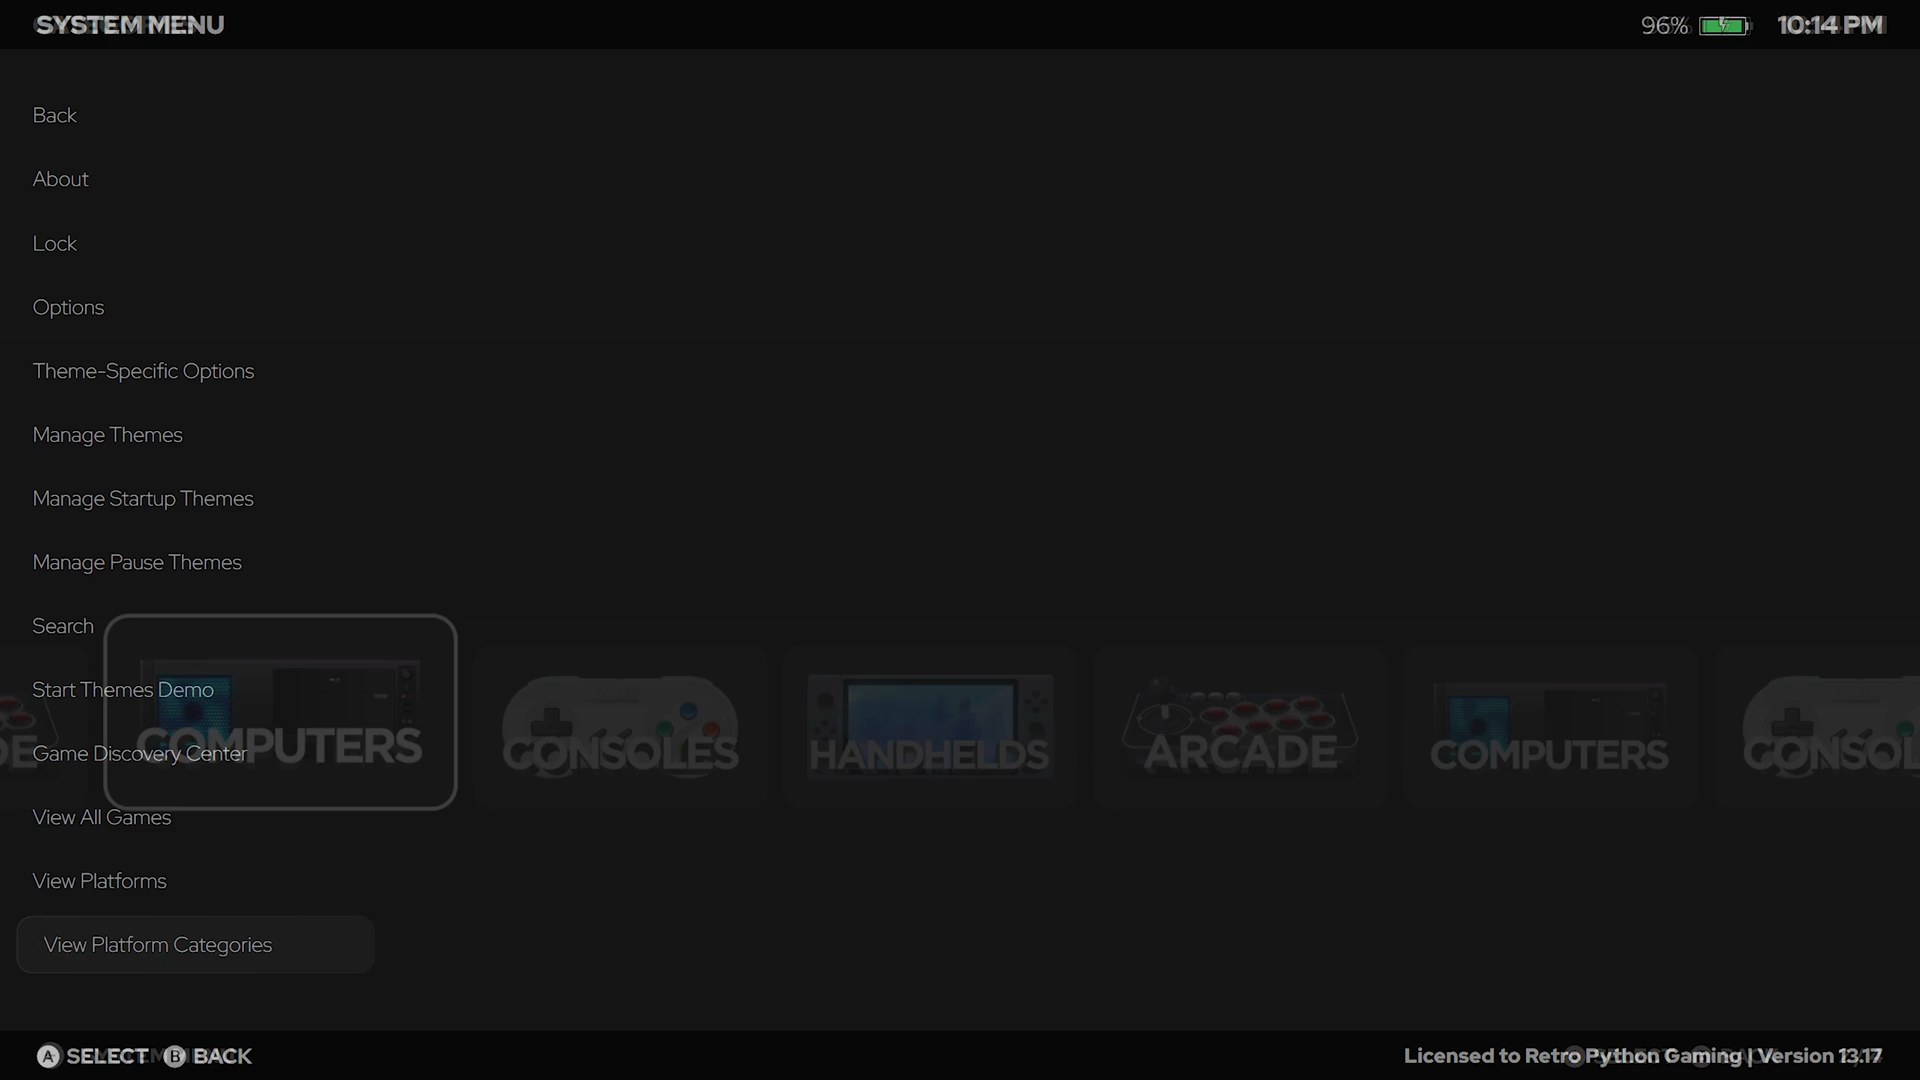 SYSTEM MENU
96% 10:14 PM
Back
About
Lock
Options
Theme-Specific Options
Manage Themes
Manage Startup Themes
Manage Pause Themes
Search
Start Themes Demo
Game Discovery Center
COMPUTERS CONSOLES HANDHELDS ARCADE COMPUTERS CONSOL
View All Games
View Platforms
View Platform Categories
A SELECT B BACK
Licensed to Retro Python Gaming | Version 13.17